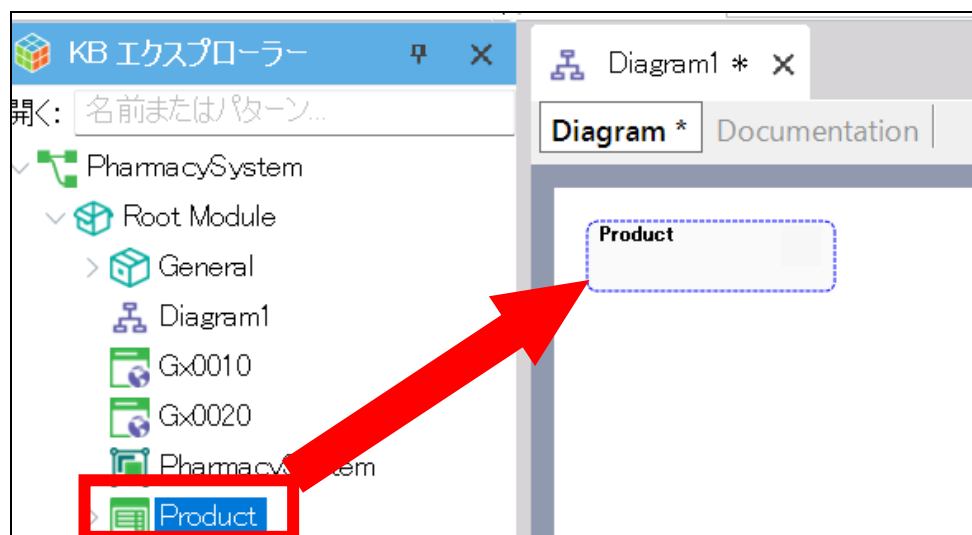 KB エクスプローラー
開く: 名前またはパターン...
PharmacySystem
Root Module
General
Diagram1
Gx0010
Gx0020
Product
Diagram1 *
Diagram * Documentation
Product